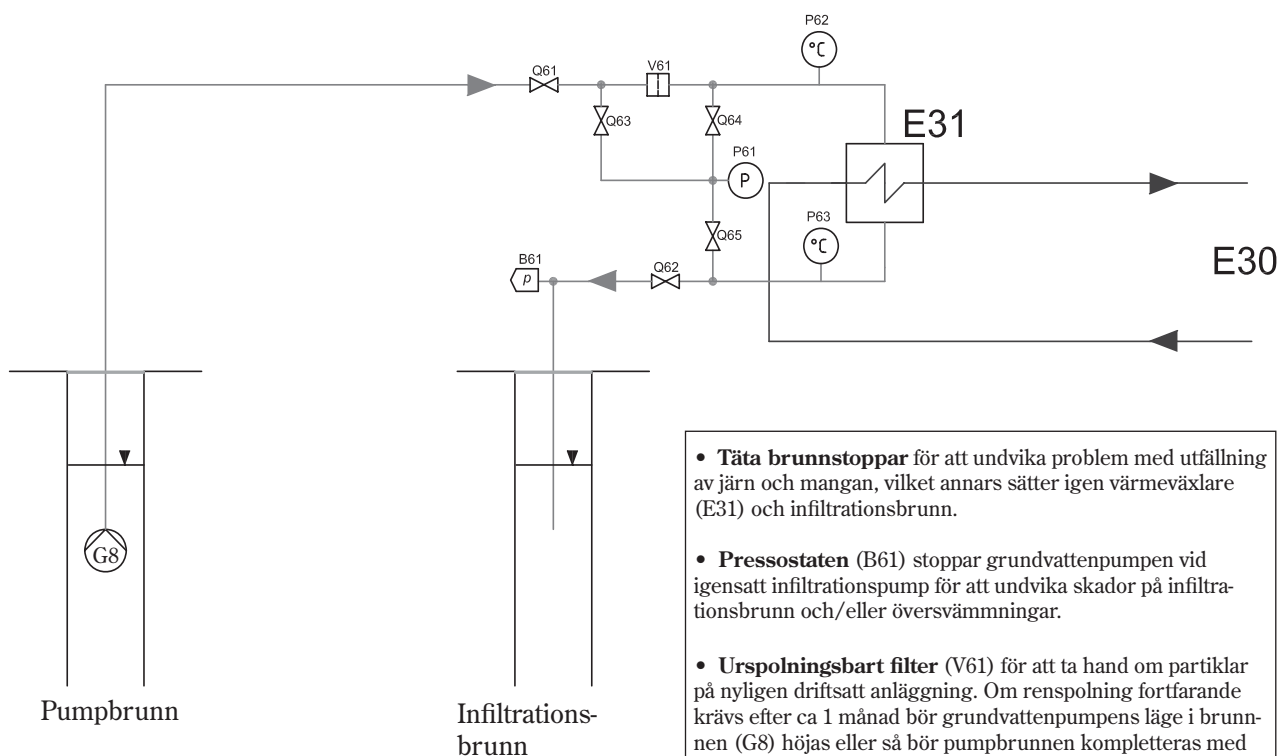 P62
°C
Q61
V61
Q63
Q64
E31
P61
P
P63
°C
Q65
B61
p
Q62
E30
G8
Pumpbrunn
Infiltrations-
brunn
• Täta brunnstoppar för att undvika problem med utfällning
av järn och mangan, vilket annars sätter igen värmeväxlare
(E31) och infiltrationsbrunn.
• Pressostaten (B61) stoppar grundvattenpumpen vid
igensatt infiltrationspump för att undvika skador på infiltra-
tionsbrunn och/eller översvämmningar.
• Urspolningsbart filter (V61) för att ta hand om partiklar
på nyligen driftsatt anläggning. Om renspolning fortfarande
krävs efter ca 1 månad bör grundvattenpumpens läge i brunn-
nen (G8) höjas eller så bör pumpbrunnen kompletteras med